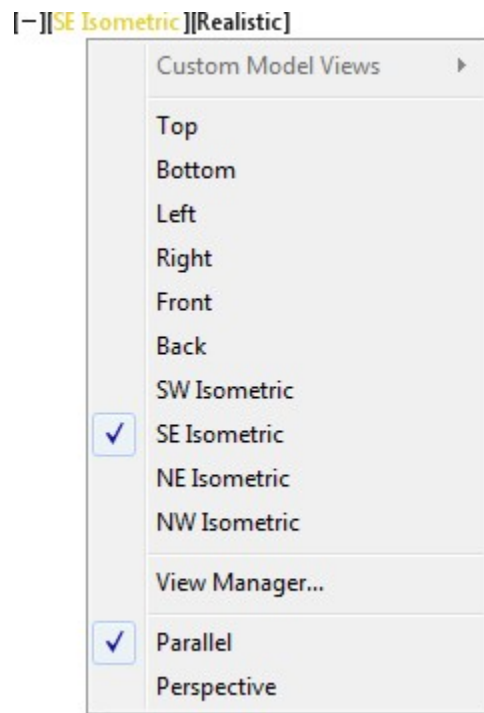 [−][SE Isometric][Realistic]
Custom Model Views
Top
Bottom
Left
Right
Front
Back
SW Isometric
SE Isometric
NE Isometric
NW Isometric
View Manager...
Parallel
Perspective